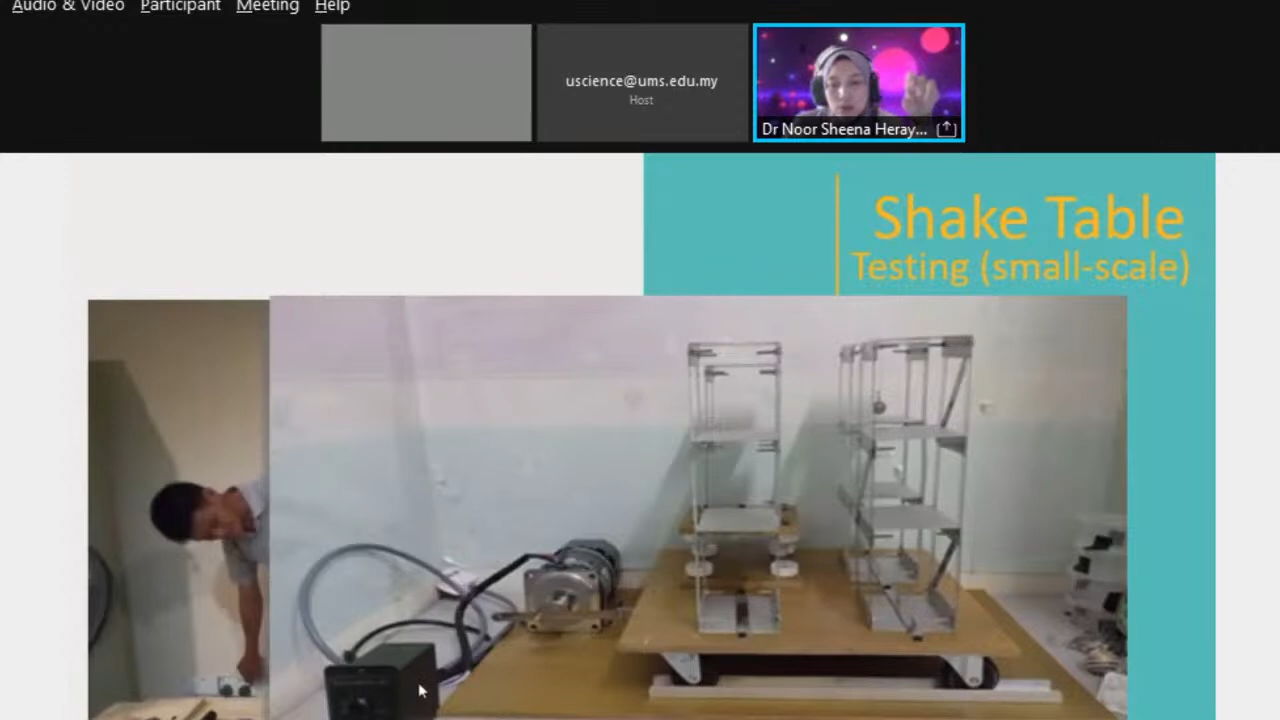 Audio & Video Participant Meeting Help
uscience@ums.edu.my
Host
Dr Noor Sheena Heray...
Shake Table
Testing (small-scale)